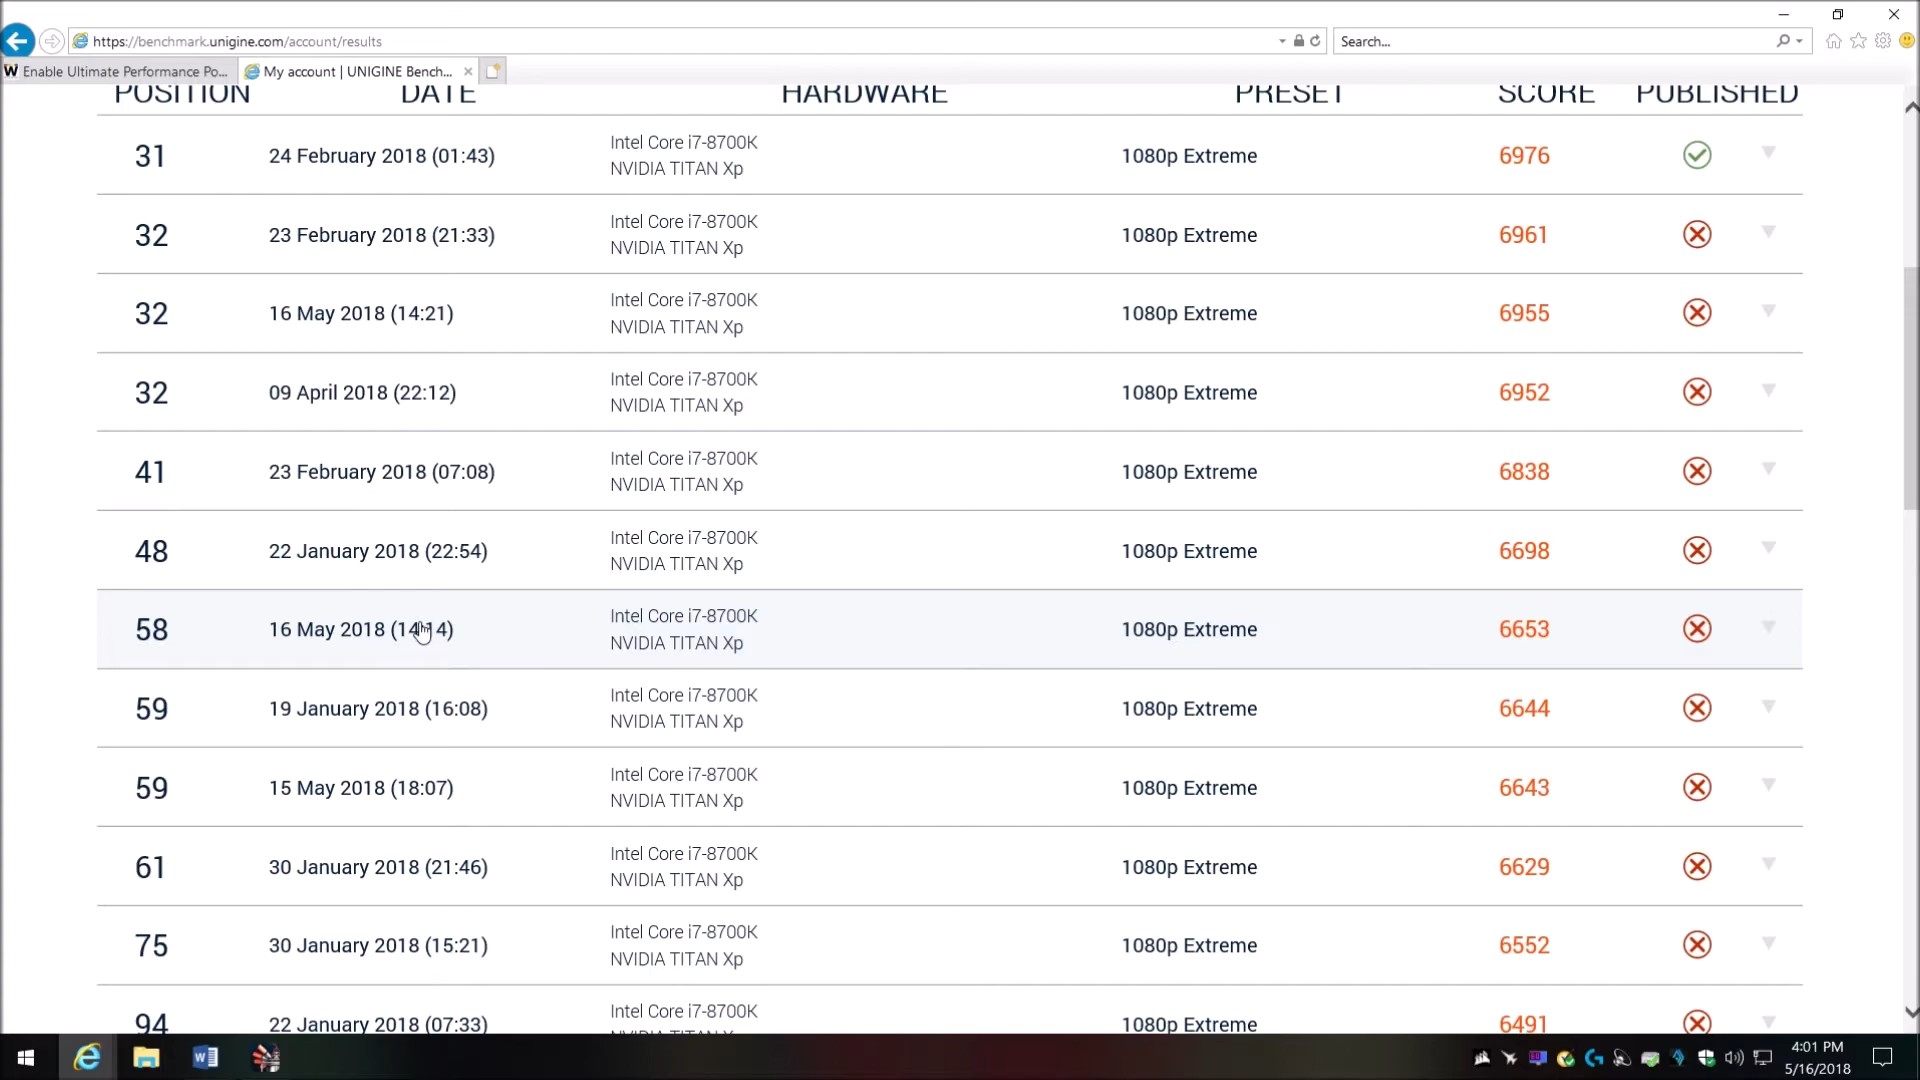 https://benchmark.unigine.com/account/results
Search...
Enable Ultimate Performance Po...
My account | UNIGINE Bench...
POSITION DATE HARDWARE PRESET SCORE PUBLISHED
31 24 February 2018 (01:43) Intel Core i7-8700K NVIDIA TITAN Xp 1080p Extreme 6976
32 23 February 2018 (21:33) Intel Core i7-8700K NVIDIA TITAN Xp 1080p Extreme 6961
32 16 May 2018 (14:21) Intel Core i7-8700K NVIDIA TITAN Xp 1080p Extreme 6955
32 09 April 2018 (22:12) Intel Core i7-8700K NVIDIA TITAN Xp 1080p Extreme 6952
41 23 February 2018 (07:08) Intel Core i7-8700K NVIDIA TITAN Xp 1080p Extreme 6838
48 22 January 2018 (22:54) Intel Core i7-8700K NVIDIA TITAN Xp 1080p Extreme 6698
58 16 May 2018 (14:14) Intel Core i7-8700K NVIDIA TITAN Xp 1080p Extreme 6653
59 19 January 2018 (16:08) Intel Core i7-8700K NVIDIA TITAN Xp 1080p Extreme 6644
59 15 May 2018 (18:07) Intel Core i7-8700K NVIDIA TITAN Xp 1080p Extreme 6643
61 30 January 2018 (21:46) Intel Core i7-8700K NVIDIA TITAN Xp 1080p Extreme 6629
75 30 January 2018 (15:21) Intel Core i7-8700K NVIDIA TITAN Xp 1080p Extreme 6552
94 22 January 2018 (07:33) Intel Core i7-8700K NVIDIA TITAN X 1080p Extreme 6491
4:01 PM
5/16/2018